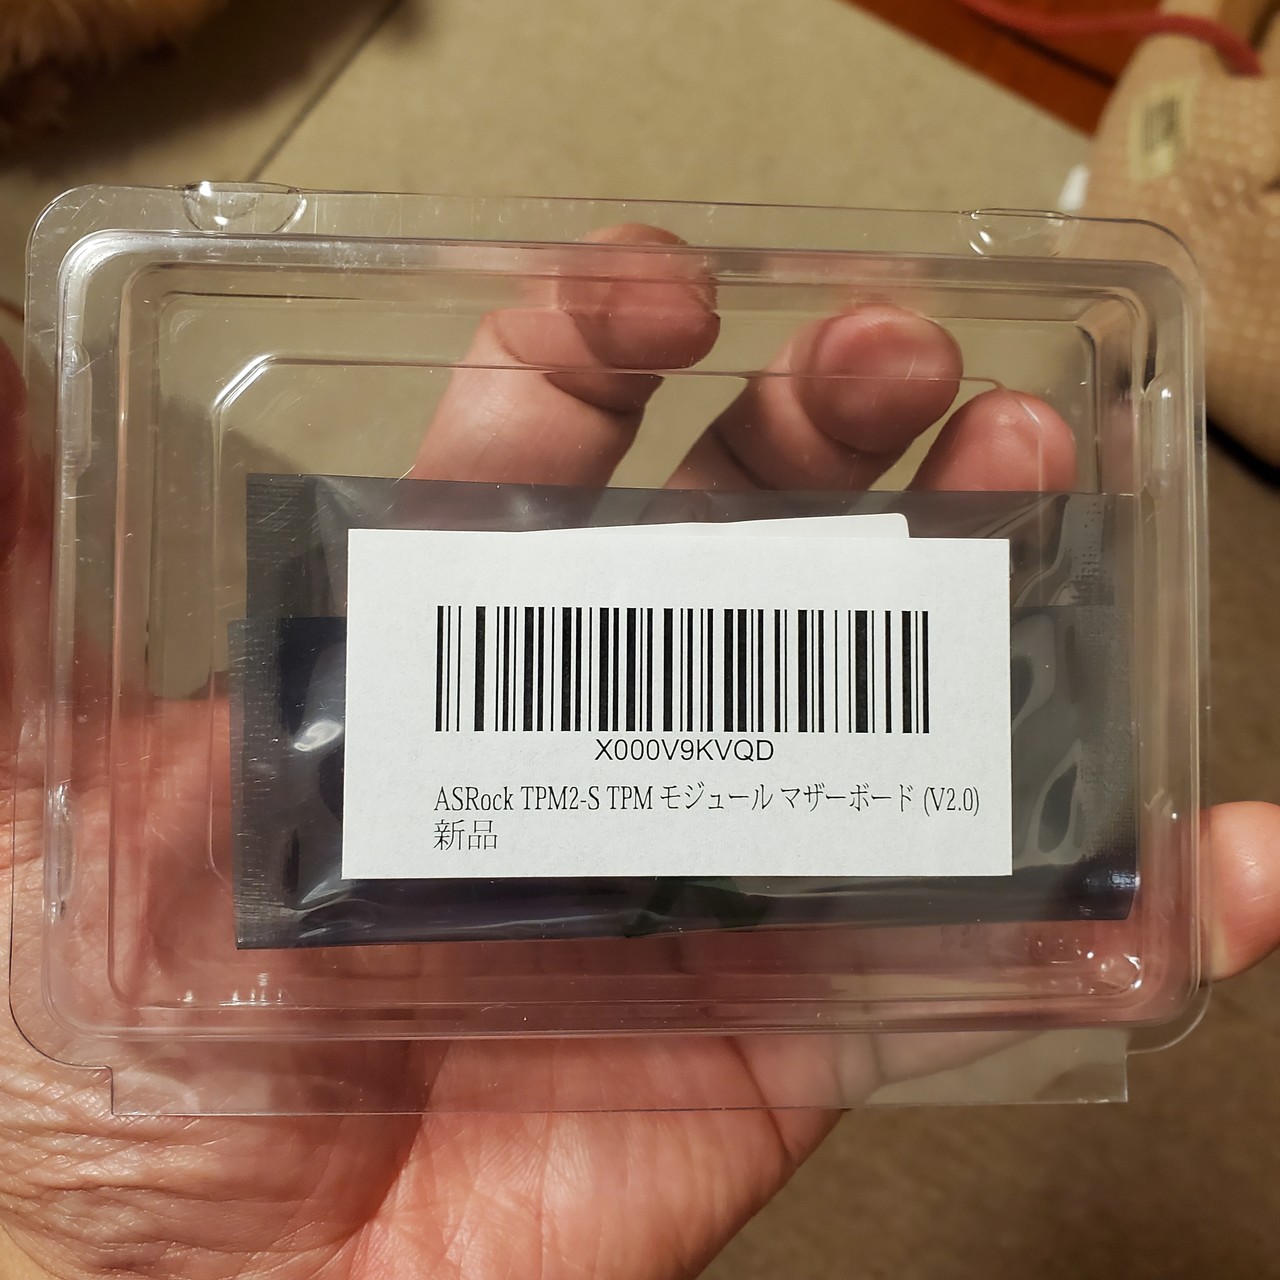 X000V9KVQD
ASRock TPM2-S TPM モジュール マザーボード (V2.0)
新品